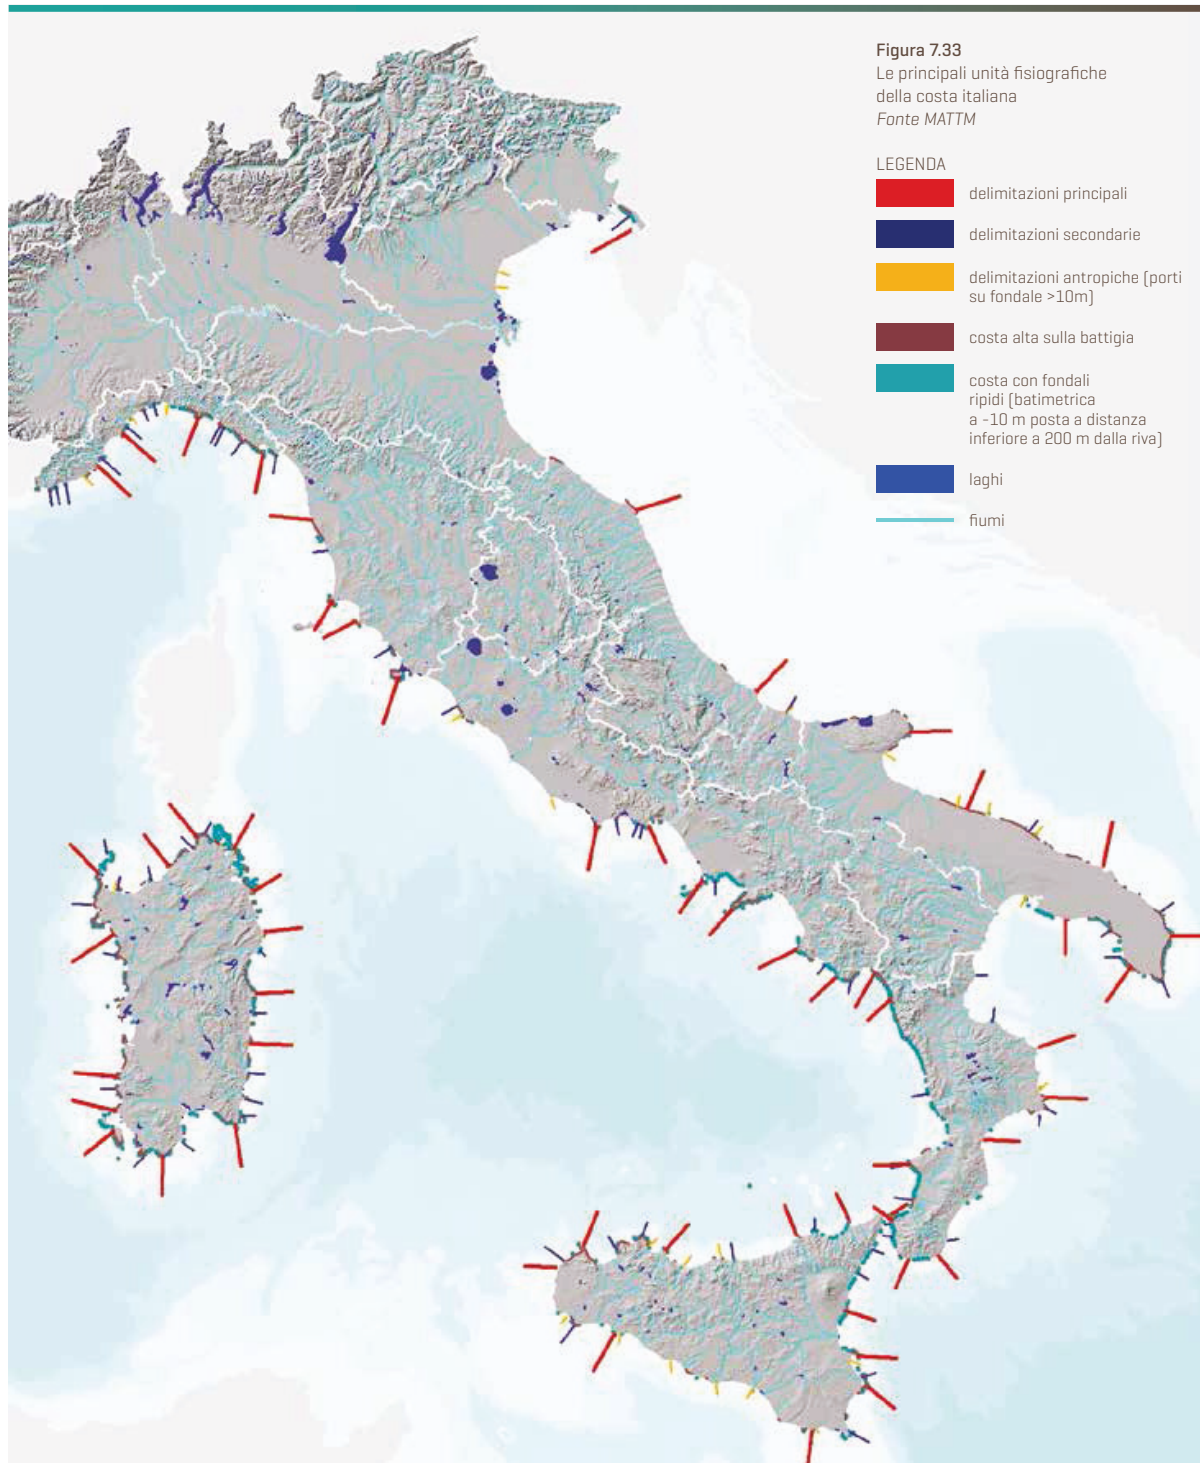 Figura 7.33
Le principali unità fisiografiche
della costa italiana
Fonte MATTM
LEGENDA
delimitazioni principali
delimitazioni secondarie
delimitazioni antropiche (porti
su fondale >10m)
costa alta sulla battigia
costa con fondali
ripidi (batimetrica
a -10 m posta a distanza
inferiore a 200 m dalla riva)
laghi
fiumi